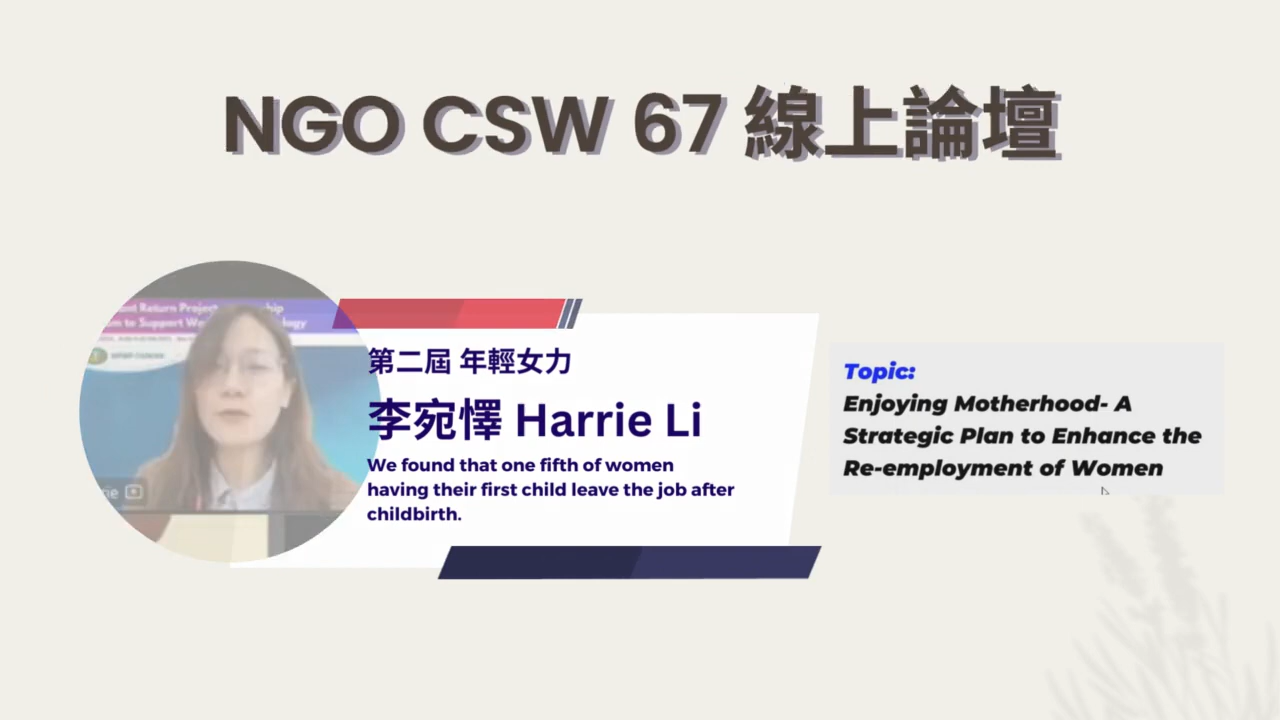 NGO CSW 67 線上論壇
第二屆 年輕女力
李宛懌 Harrie Li
We found that one fifth of women
having their first child leave the job after
childbirth.
Topic:
Enjoying Motherhood- A
Strategic Plan to Enhance the
Re-employment of Women